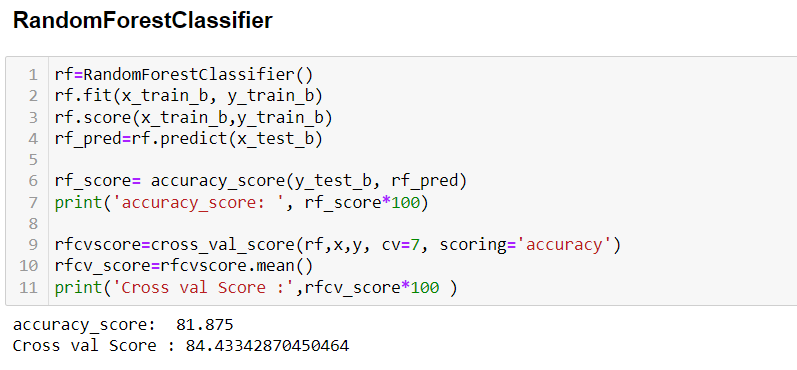 RandomForestClassifier
1 rf=RandomForestClassifier()
2 rf.fit(x_train_b, y_train_b)
3 rf.score(x_train_b,y_train_b)
4 rf_pred=rf.predict(x_test_b)
5
6 rf_score= accuracy_score(y_test_b, rf_pred)
7 print('accuracy_score: ', rf_score*100)
8
9 rfcvscore=cross_val_score(rf,x,y, cv=7, scoring='accuracy')
10 rfcv_score=rfcvscore.mean()
11 print('Cross val Score :',rfcv_score*100 )
accuracy_score:  81.875
Cross val Score : 84.43342870450464